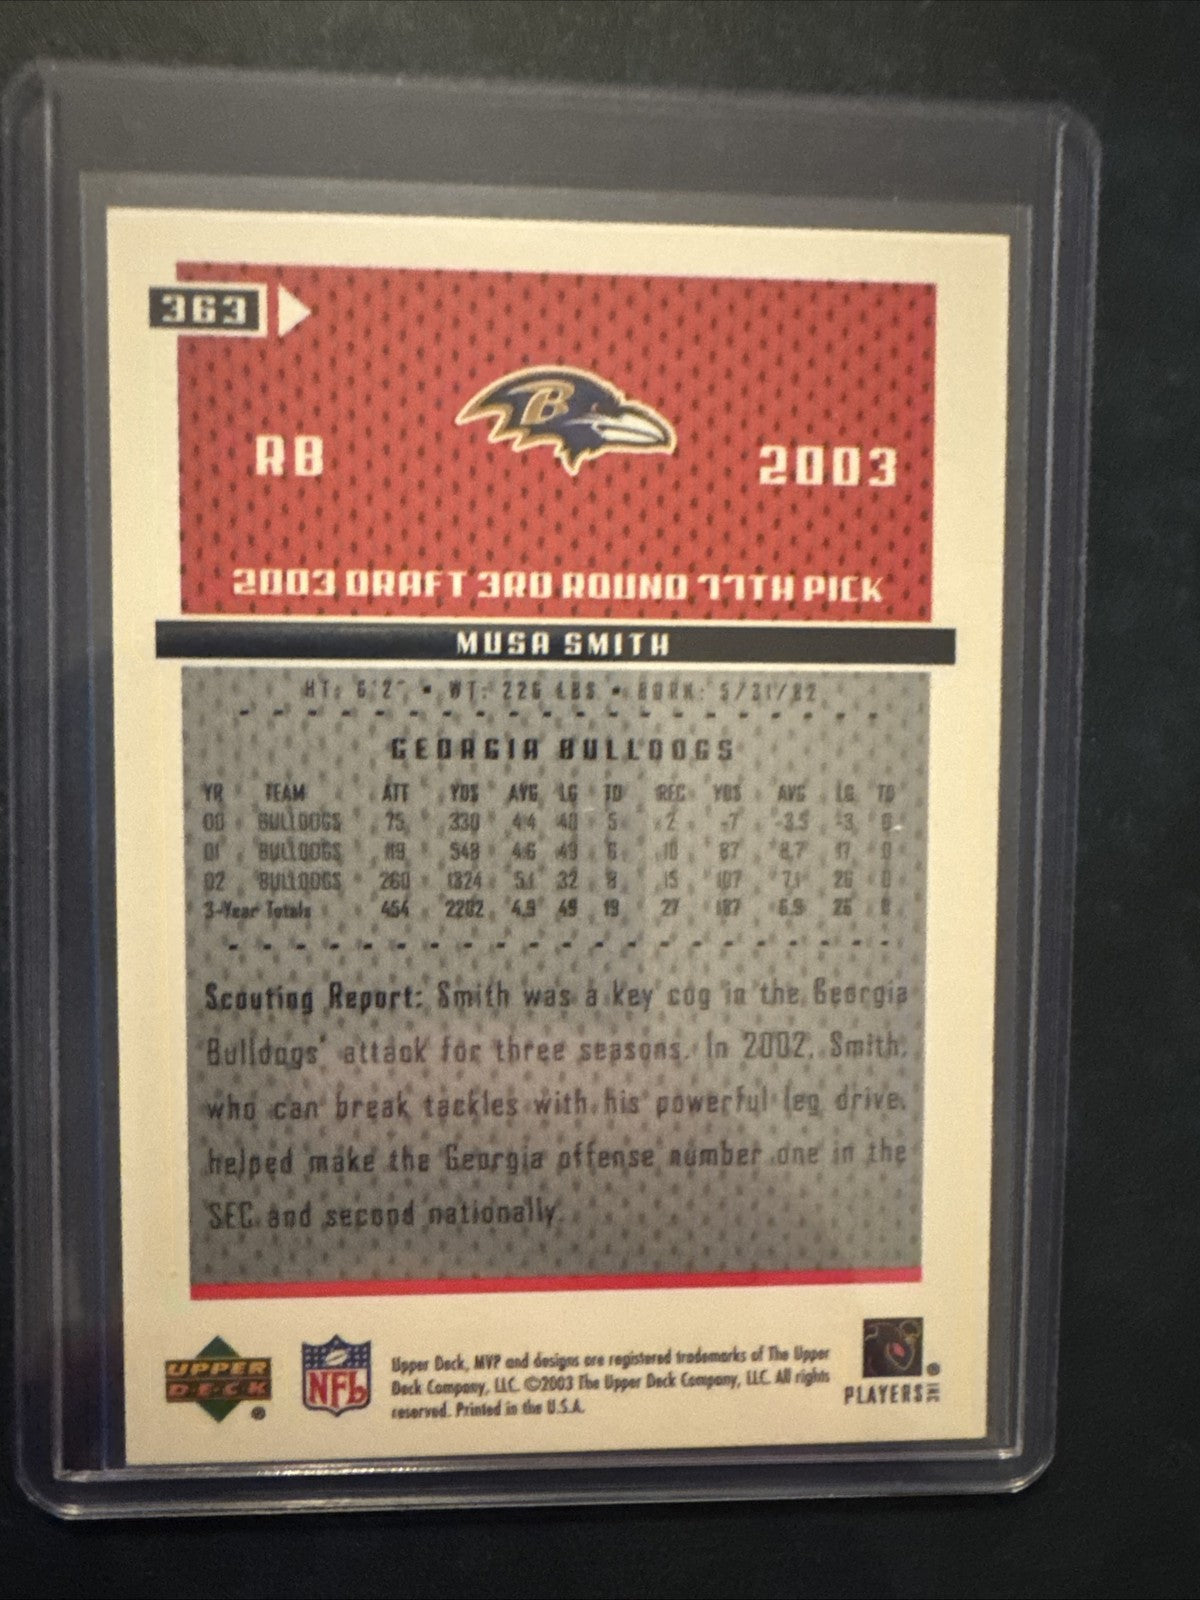 363
B
RB
2003
2003 DRAFT 3RD ROUND 77TH PICK
MUSA SMITH
HT: 6'2" • WT: 226 LBS • BORN: 5/31/82
GEORGIA BULLDOGS
YR TEAM ATT YDS AVG LG TD REC YDS AVG LG TD
00 BULLDOGS 75 330 4.4 40 5 2 -7 -3.5 -3 0
01 BULLDOGS 119 548 4.6 49 6 10 87 8.7 17 0
02 BULLDOGS 260 1324 5.1 32 8 15 107 7.1 26 0
3-Year Totals 454 2202 4.9 49 19 27 187 6.9 26 0
Scouting Report: Smith was a key cog in the Georgia
Bulldogs' attack for three seasons. In 2002, Smith,
who can break tackles with his powerful leg drive,
helped make the Georgia offense number one in the
SEC and second nationally.
UPPER
DECK
®
NFL
Upper Deck, MVP and designs are registered trademarks of The Upper
Deck Company, LLC. ©2003 The Upper Deck Company, LLC. All rights
reserved. Printed in the U.S.A.
®
PLAYERS INC